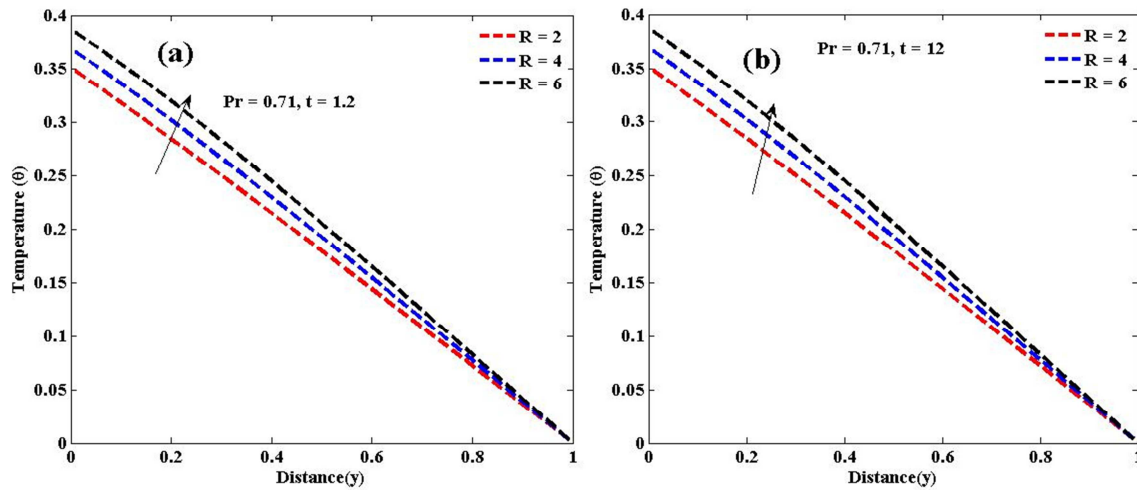 0.4
0.35
0.3
0.25
0.2
0.15
0.1
0.05
0
Temperature (θ)
(a)
Pr = 0.71, t = 1.2
R = 2
R = 4
R = 6
0 0.2 0.4 0.6 0.8 1
Distance(y)
0.4
0.35
0.3
0.25
0.2
0.15
0.1
0.05
0
Temperature (θ)
(b)
Pr = 0.71, t = 12
R = 2
R = 4
R = 6
0 0.2 0.4 0.6 0.8 1
Distance(y)